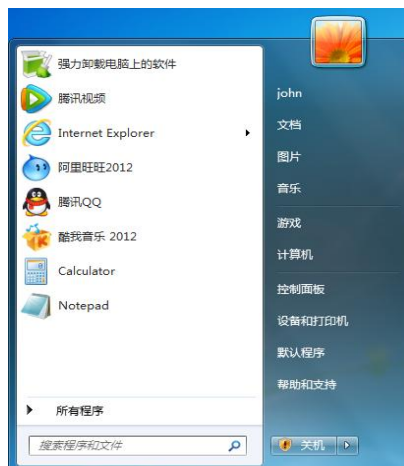 强力卸载电脑上的软件
腾讯视频
Internet Explorer
阿里旺旺2012
腾讯QQ
酷我音乐 2012
Calculator
Notepad
所有程序
搜索程序和文件
john
文档
图片
音乐
游戏
计算机
控制面板
设备和打印机
默认程序
帮助和支持
关机